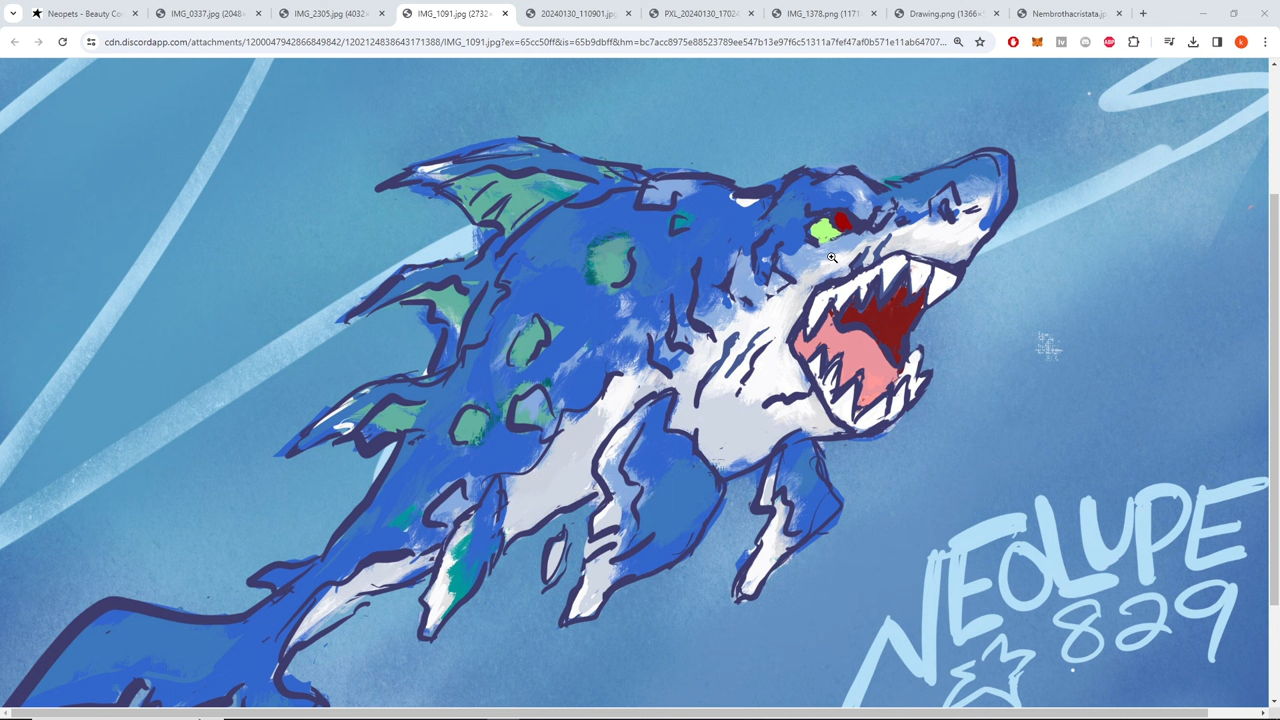 Neopets - Beauty Co
IMG_0337.jpg (2048×
IMG_2305.jpg (4032×
IMG_1091.jpg (2732×
20240130_110901.jp
PXL_20240130_1702
IMG_1378.png (1171
Drawing.png (1366×
Nembrothacristata.j
cdn.discordapp.com/attachments/1200047942866849842/1202124838643171388/IMG_1091.jpg?ex=65cc50ff&is=65b9dbff&hm=bc7acc8975e88523789ee547b13e97f6c51311a7fef47af0b571e11ab64707...
NEOLUPE
829